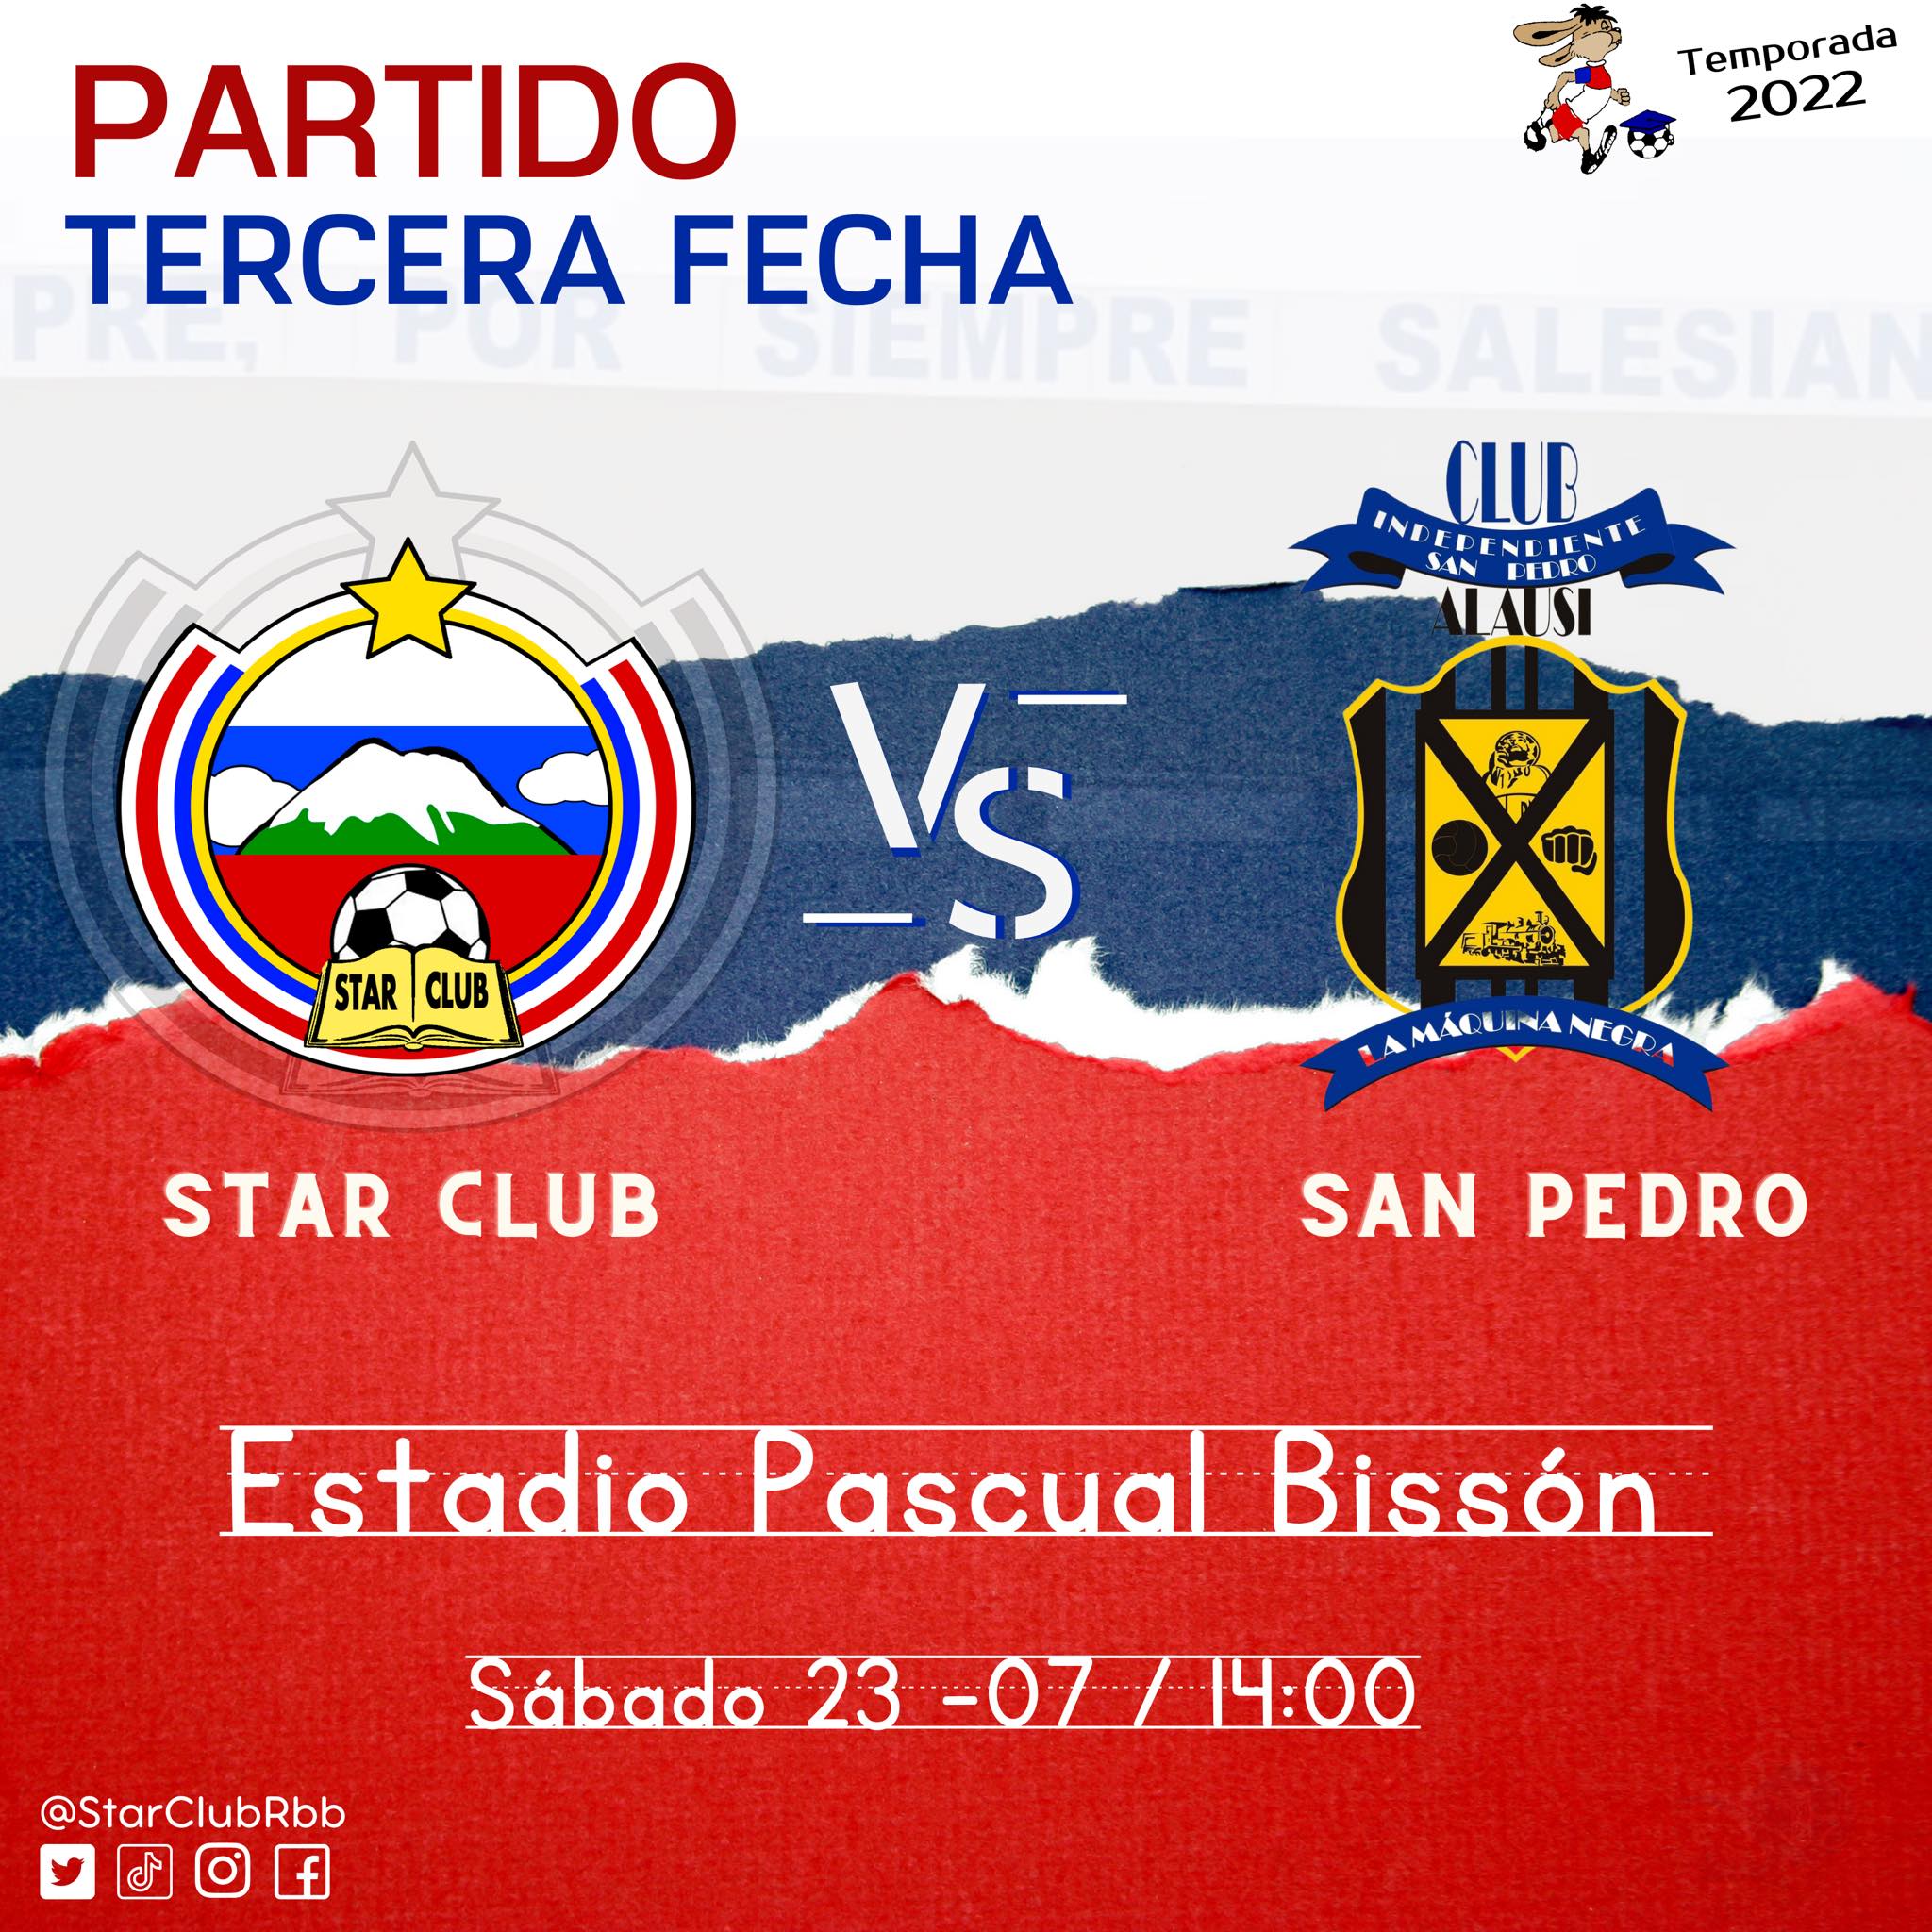 Temporada
2022
PARTIDO
TERCERA FECHA
PRE, POR SIEMPRE SALESIAN
CLUB
INDEPENDIENTE
SAN PEDRO
ALAUSI
VS
STAR CLUB
LA MÁQUINA NEGRA
STAR CLUB
SAN PEDRO
Estadio Pascual Bissón
Sábado 23 -07 / 14:00
@StarClubRbb